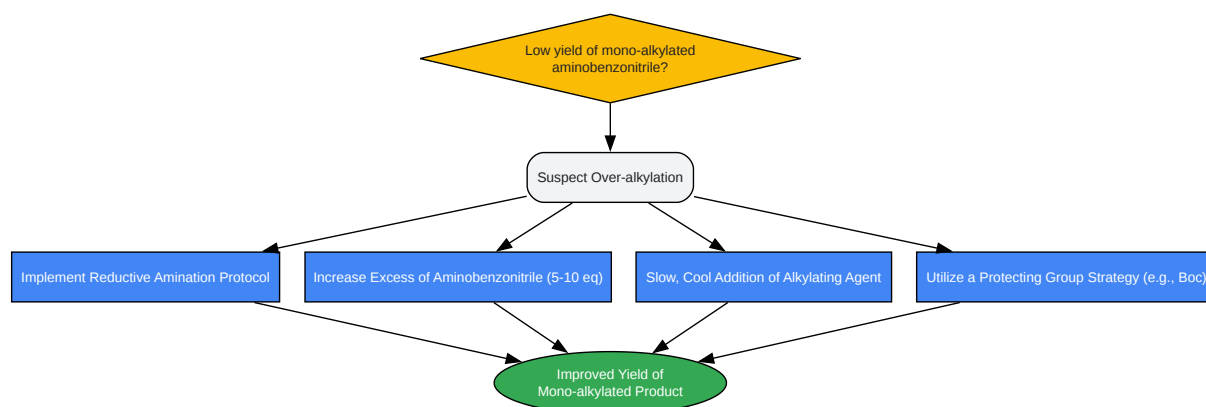 Low yield of mono-alkylated
aminobenzonitrile?
Suspect Over-alkylation
Implement Reductive Amination Protocol
Increase Excess of Aminobenzonitrile (5-10 eq)
Slow, Cool Addition of Alkylating Agent
Utilize a Protecting Group Strategy (e.g., Boc)
Improved Yield of
Mono-alkylated Product